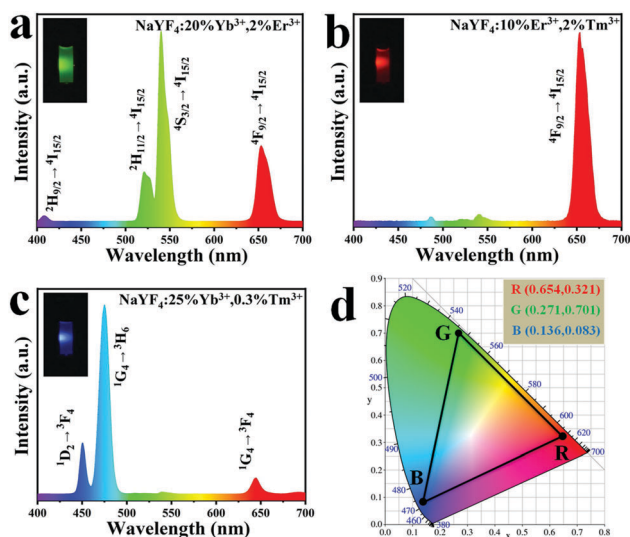 a
NaYF₄:20%Yb³⁺,2%Er³⁺
Intensity (a.u.)
²H₉/₂→⁴I₁₅/₂
²H₁₁/₂→⁴I₁₅/₂
⁴S₃/₂→⁴I₁₅/₂
⁴F₉/₂→⁴I₁₅/₂
400 450 500 550 600 650 700
Wavelength (nm)
b
NaYF₄:10%Er³⁺,2%Tm³⁺
Intensity (a.u.)
⁴F₉/₂→⁴I₁₅/₂
400 450 500 550 600 650 700
Wavelength (nm)
c
NaYF₄:25%Yb³⁺,0.3%Tm³⁺
Intensity (a.u.)
¹D₂→³F₄
¹G₄→³H₆
¹G₄→³F₄
400 450 500 550 600 650 700
Wavelength (nm)
d
R (0.654,0.321)
G (0.271,0.701)
B (0.136,0.083)
0.9
0.8
0.7
0.6
0.5
y
0.4
0.3
0.2
0.1
0.0
520
540
560
580
600
620
700
500
490
480
470
460
380
G
R
B
0.0 0.1 0.2 0.3 0.4 0.5 0.6 0.7 0.8
x